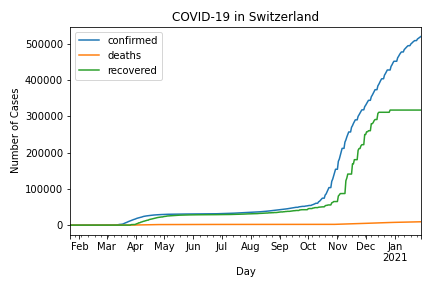 COVID-19 in Switzerland
confirmed
deaths
recovered
Number of Cases
500000
400000
300000
200000
100000
0
Feb Mar Apr May Jun Jul Aug Sep Oct Nov Dec Jan
2021
Day